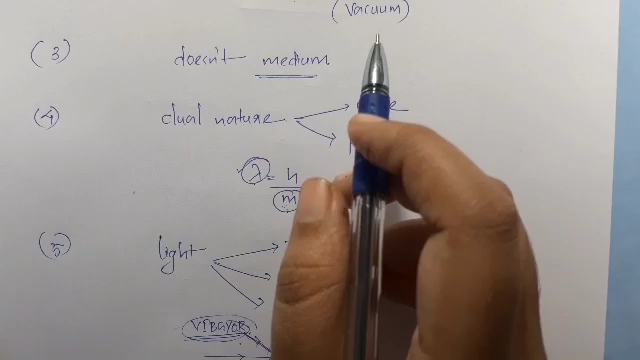 (Vacuum)
(3) doesn't medium
(4) dual nature
λ = h
m
(5) light
VIBGYOR